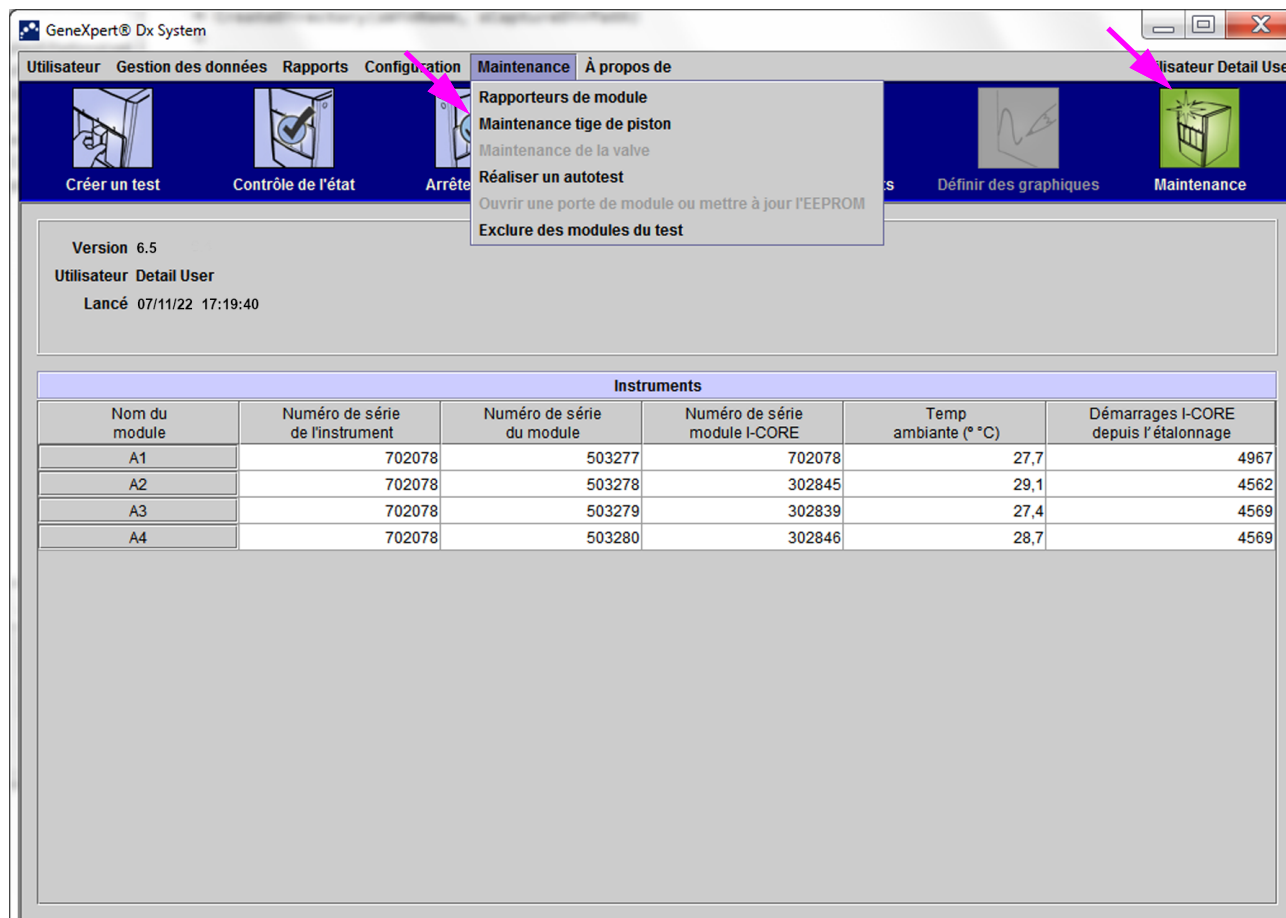 GeneXpert® Dx System
Utilisateur Gestion des données Rapports Configuration Maintenance À propos de Utilisateur Detail Use
Rapporteurs de module
Maintenance tige de piston
Maintenance de la valve
Réaliser un autotest
Ouvrir une porte de module ou mettre à jour l'EEPROM
Exclure des modules du test
Créer un test Contrôle de l'état Arrête ts Définir des graphiques Maintenance
Version 6.5
Utilisateur Detail User
Lancé 07/11/22 17:19:40
Instruments
Nom du module Numéro de série de l'instrument Numéro de série du module Numéro de série module I-CORE Temp ambiante (° °C) Démarrages I-CORE depuis l'étalonnage
A1 702078 503277 702078 27,7 4967
A2 702078 503278 302845 29,1 4562
A3 702078 503279 302839 27,4 4569
A4 702078 503280 302846 28,7 4569